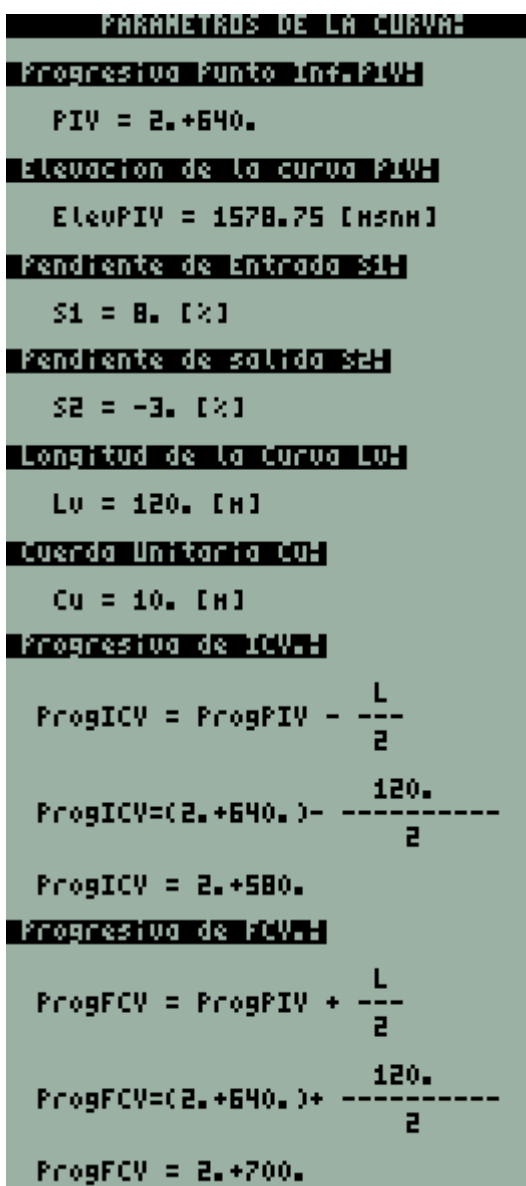 PARAMETROS DE LA CURVA:
Progresiva Punto Inf.PIV:
PIV = 2.+640.
Elevacion de la curva PIV:
ElevPIV = 1578.75 [msnm]
Pendiente de Entrada S1:
S1 = 8. [%]
Pendiente de salida S2:
S2 = -3. [%]
Longitud de la Curva Lv:
Lv = 120. [m]
Cuerda Unitaria Cu:
Cu = 10. [m]
Progresiva de ICV.:
L
ProgICV = ProgPIV - ---
2
120.
ProgICV=(2.+640.)- ----------
2
ProgICV = 2.+580.
Progresiva de FCV.:
L
ProgFCV = ProgPIV + ---
2
120.
ProgFCV=(2.+640.)+ ----------
2
ProgFCV = 2.+700.